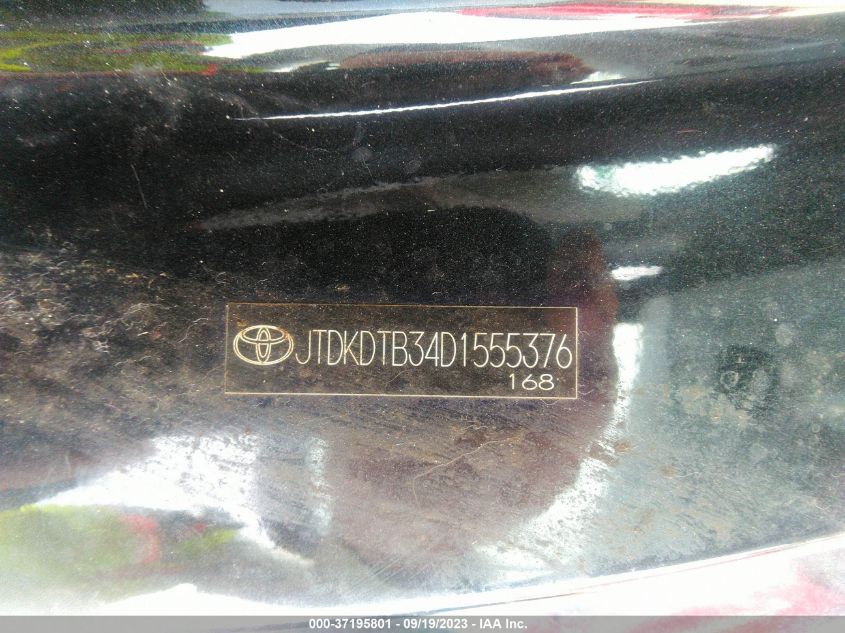 JTDKDTB34D1555376
168
000-37195801 - 09/19/2023 - IAA Inc.